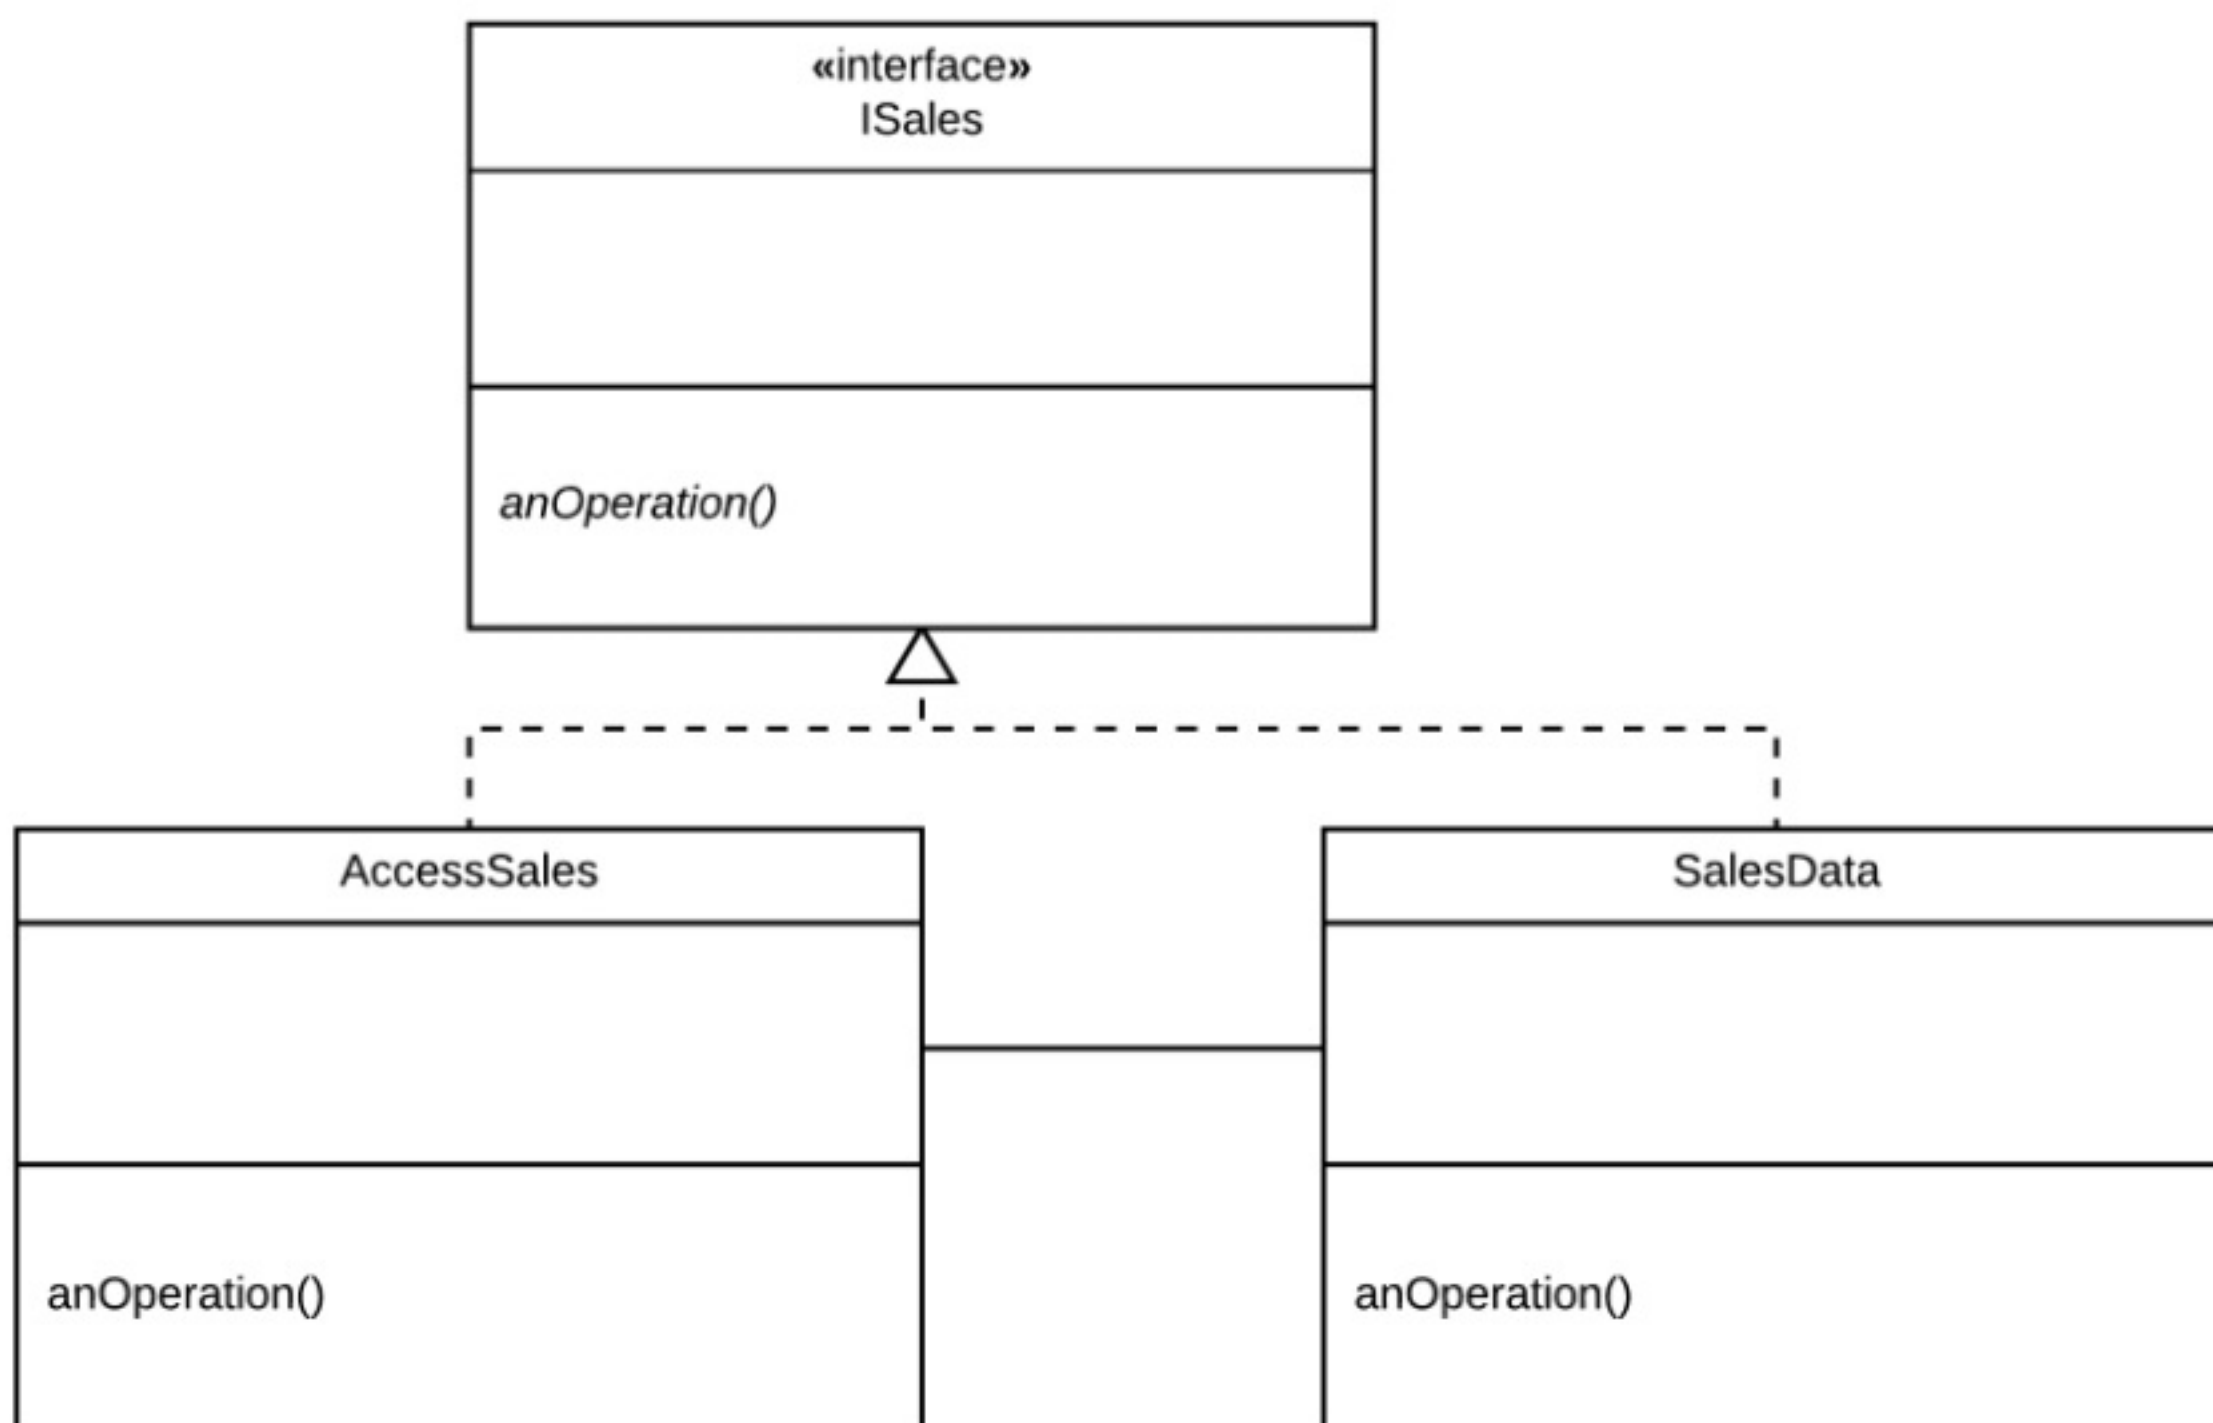 «interface»
ISales
anOperation()
AccessSales
SalesData
anOperation()
anOperation()